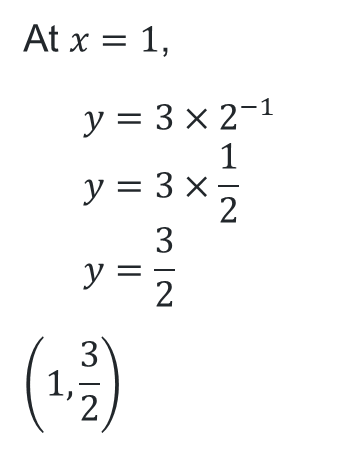 At x = 1,
y = 3 × 2⁻¹
y = 3 × 1/2
y = 3/2
(1, 3/2)